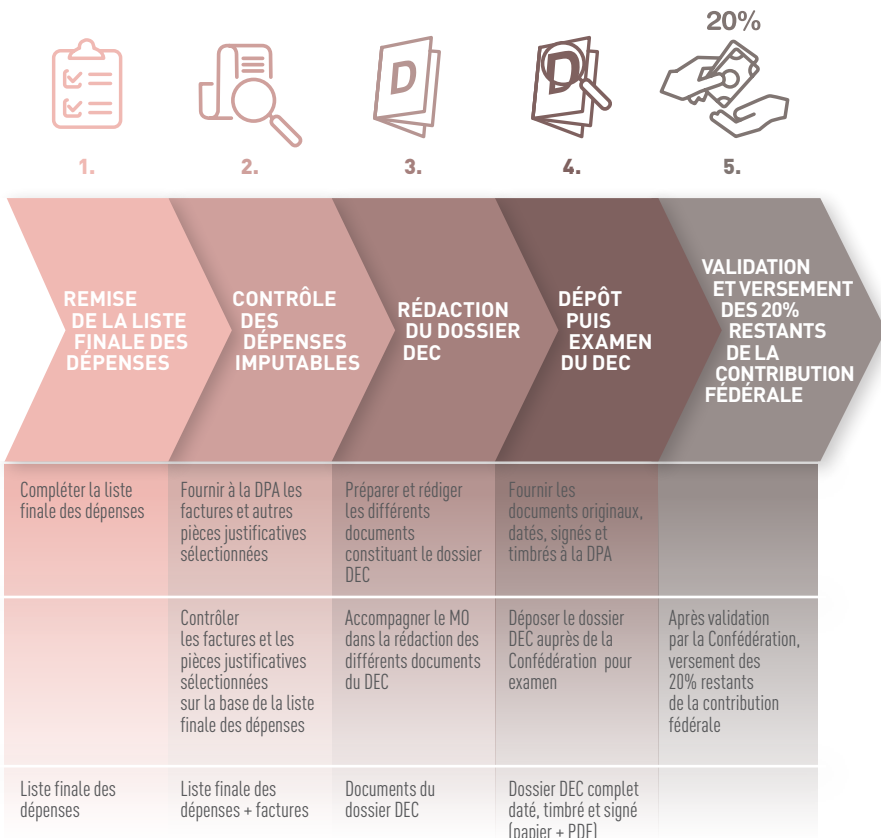 20%
D
D
1.
2.
3.
4.
5.
REMISE
DE LA LISTE
FINALE DES
DÉPENSES
CONTRÔLE
DES
DÉPENSES
IMPUTABLES
RÉDACTION
DU DOSSIER
DEC
DÉPÔT
PUIS
EXAMEN
DU DEC
VALIDATION
ET VERSEMENT
DES 20%
RESTANTS
DE LA
CONTRIBUTION
FÉDÉRALE
Compléter la liste
finale des dépenses
Fournir à la DPA les
factures et autres
pièces justificatives
sélectionnées
Préparer et rédiger
les différents
documents
constituant le dossier
DEC
Fournir les
documents originaux,
datés, signés et
timbrés à la DPA
Contrôler
les factures et les
pièces justificatives
sélectionnées
sur la base de la liste
finale des dépenses
Accompagner le MO
dans la rédaction des
différents documents
du DEC
Déposer le dossier
DEC auprès de la
Confédération pour
examen
Après validation
par la Confédération,
versement des
20% restants
de la contribution
fédérale
Liste finale des
dépenses
Liste finale des
dépenses + factures
Documents du
dossier DEC
Dossier DEC complet
daté, timbré et signé
(papier + PDF)